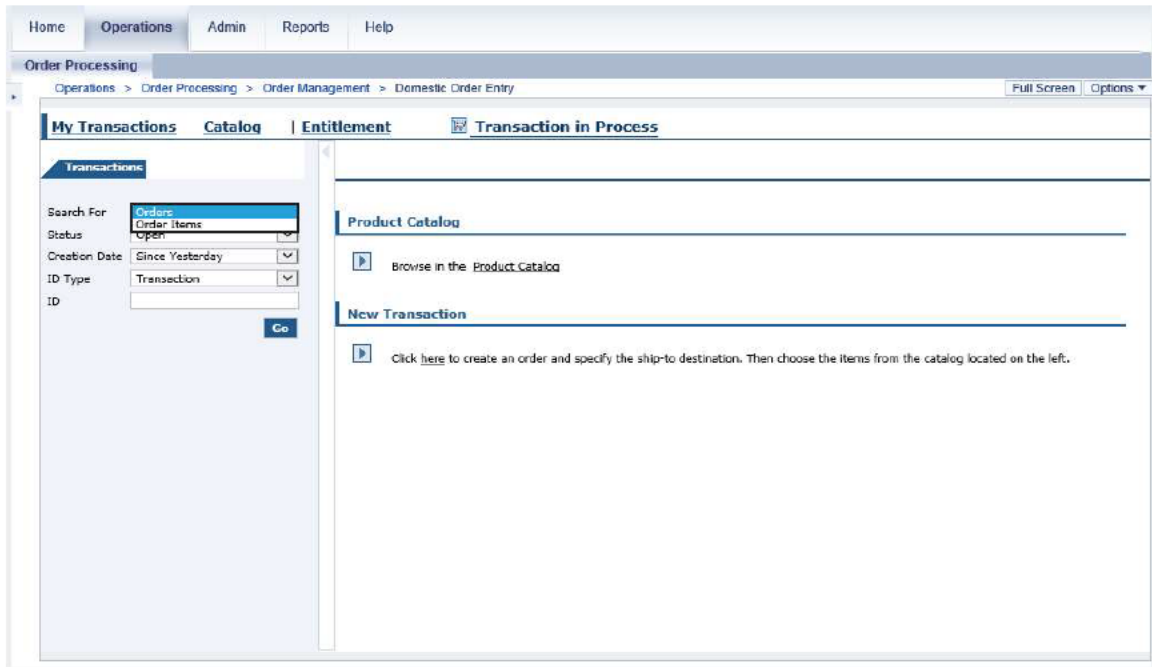 Home Operations Admin Reports Help
Order Processing
Operations > Order Processing > Order Management > Domestic Order Entry
Full Screen Options
My Transactions Catalog | Entitlement Transaction in Process
Transactions
Search For Orders
Order Items
Status Open
Creation Date Since Yesterday
ID Type Transaction
ID
Go
Product Catalog
Browse in the Product Catalog
New Transaction
Click here to create an order and specify the ship-to destination. Then choose the items from the catalog located on the left.